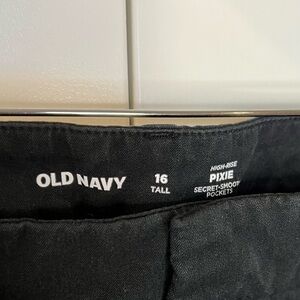 OLD NAVY
16
TALL
HIGH-RISE
PIXIE
SECRET-SMOOTH
POCKETS